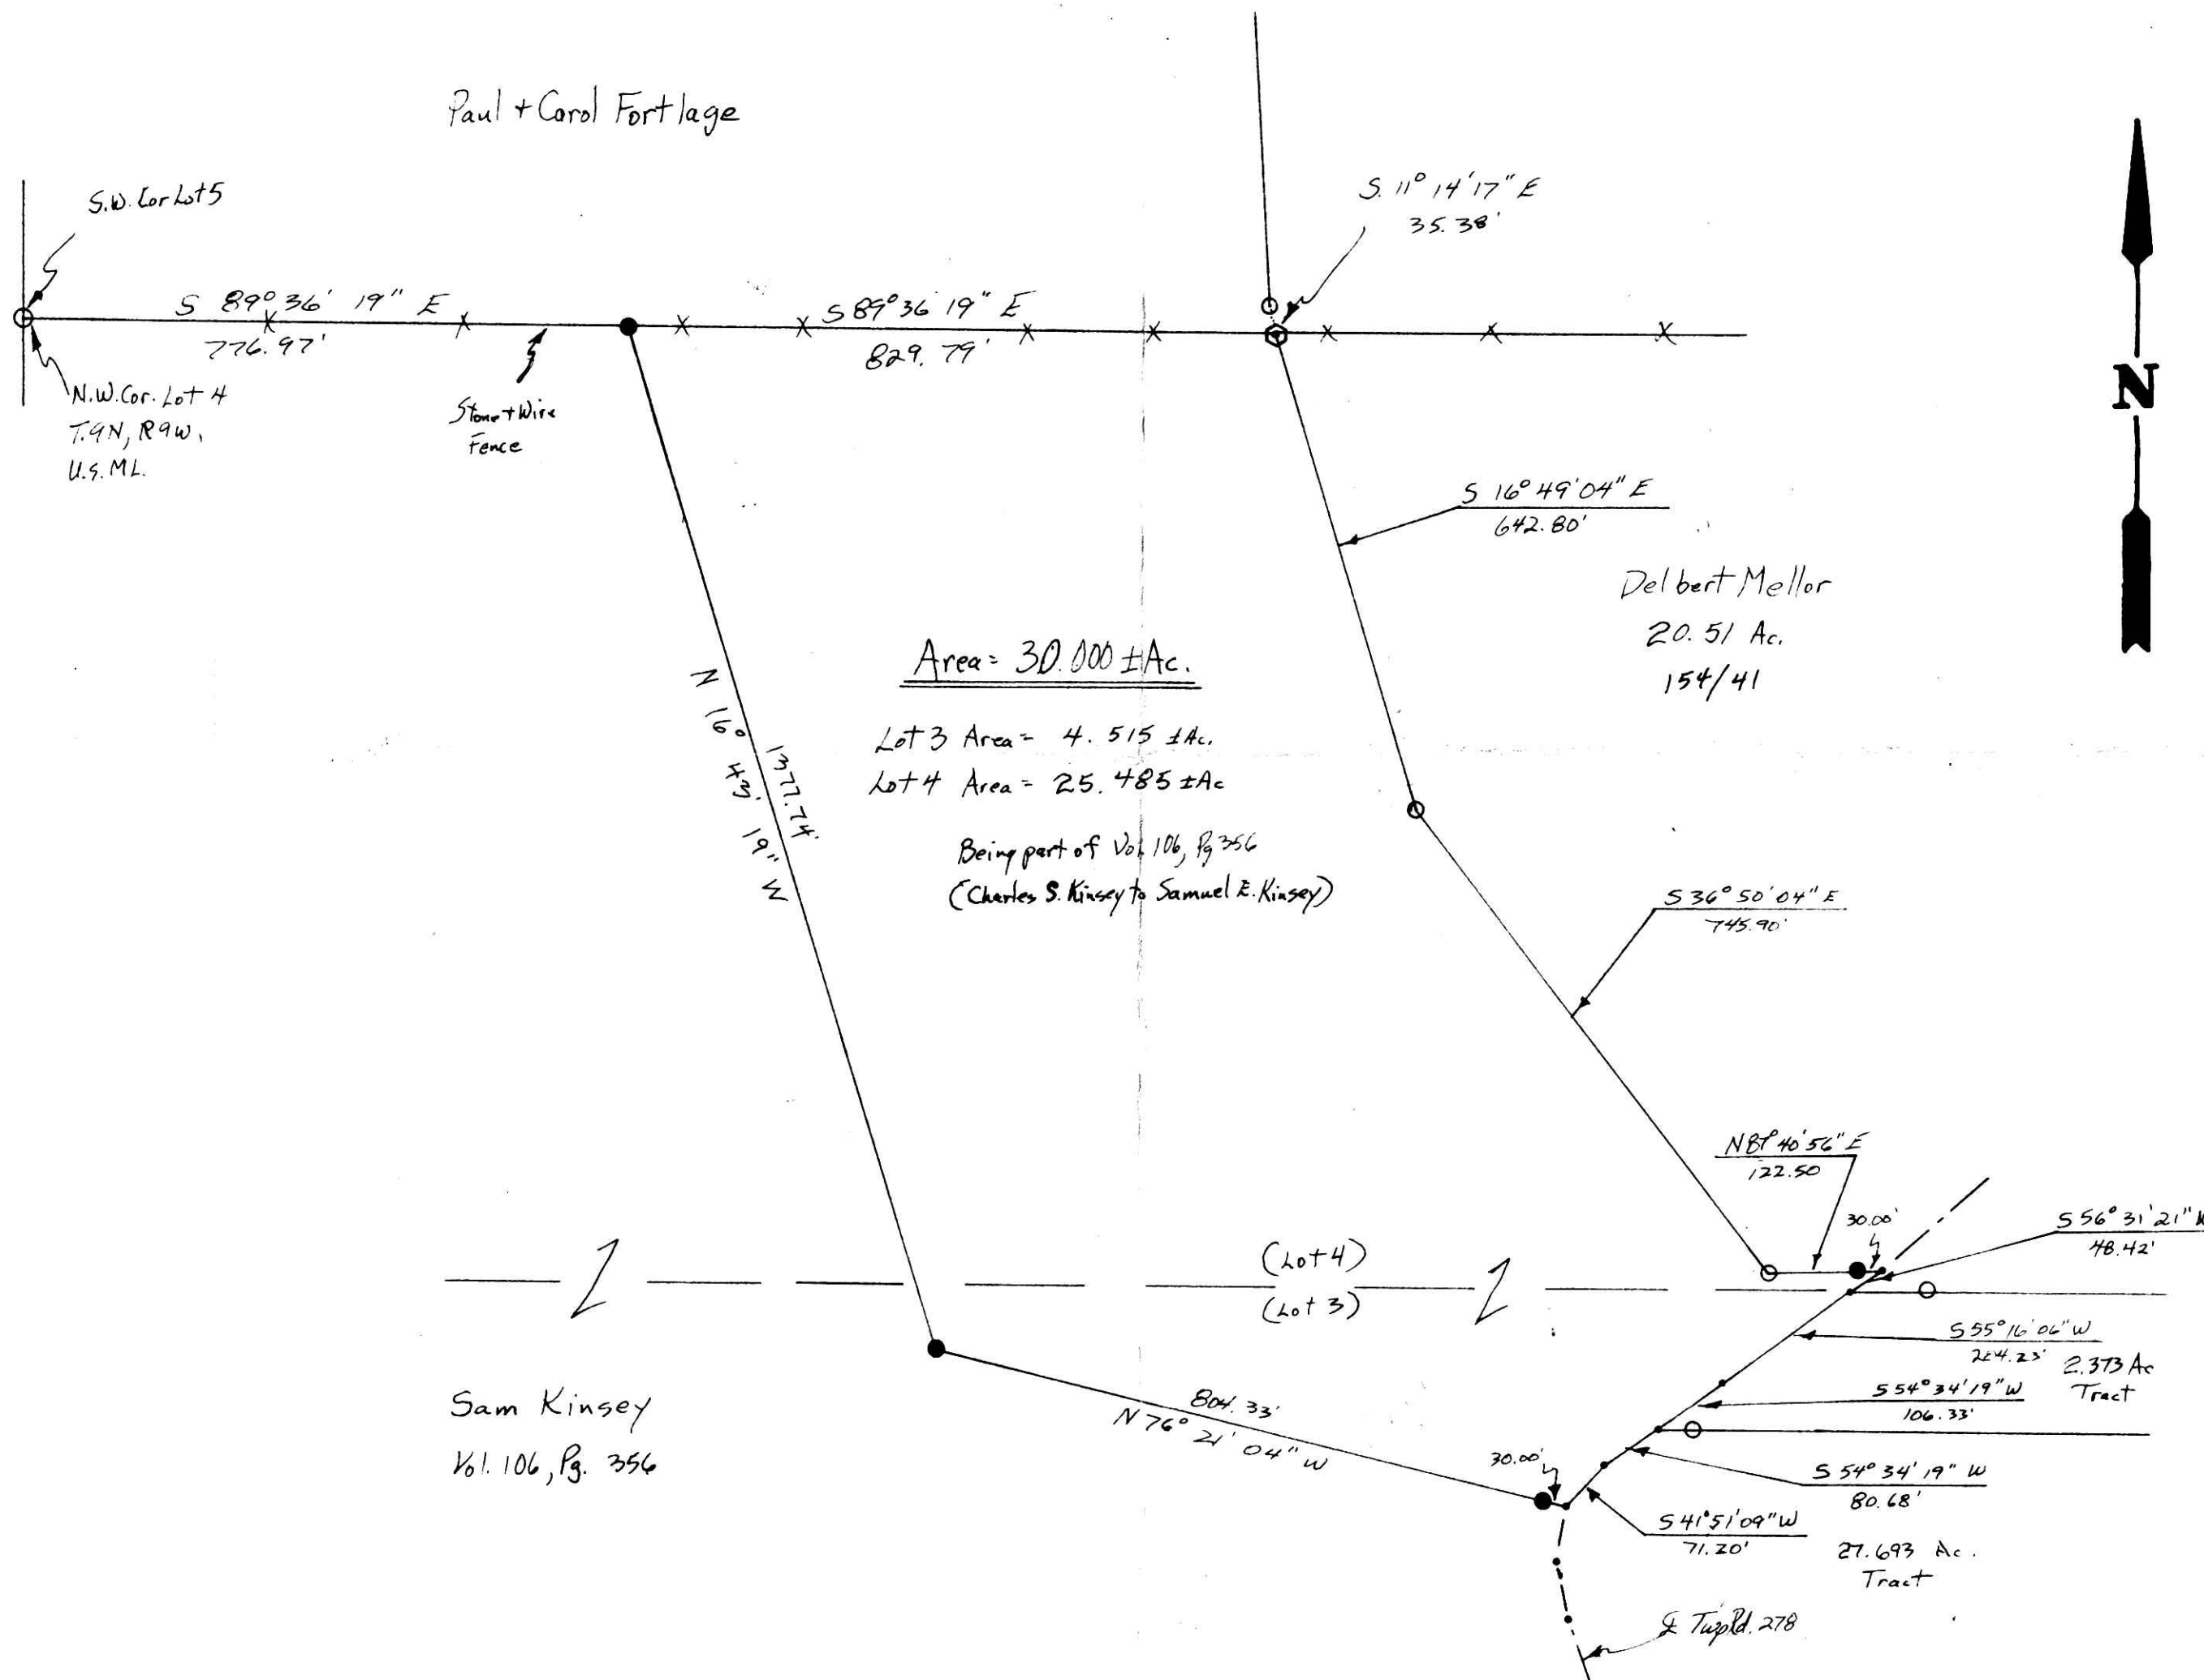 Paul + Carol Fortlage
S.W. Cor Lot 5
S. 11° 14' 17" E
35.38'
S 89° 36' 19" E
776.97'
S 89° 36' 19" E
829.79'
N.W. Cor. Lot 4
T.9N, R9W,
U.S.ML.
Stone + Wire
Fence
N
S 16° 49' 04" E
642.80'
Delbert Mellor
20.51 Ac.
154/41
Area = 30.000 ± Ac.
Lot 3 Area = 4.515 ± Ac.
Lot 4 Area = 25.485 ± Ac
Being part of Vol. 106, Pg 356
(Charles S. Kinsey to Samuel E. Kinsey)
N 16° 43' 19" W
1377.74'
S 36° 50' 04" E
745.90'
40' 56" E
122.50
30.00'
S 56° 31' 21" W
48.42'
(Lot 4)
(Lot 3)
S 55° 16' 06" W
2.373 Ac
Tract
S 54° 34' 19" W
106.33'
Sam Kinsey
Vol. 106, Pg. 356
804.33'
N 76° 21' 04" W
30.00'
S 54° 34' 19" W
80.68'
S 41° 51' 09" W
71.20'
27.693 Ac.
Tract
℄ Twp Rd. 278